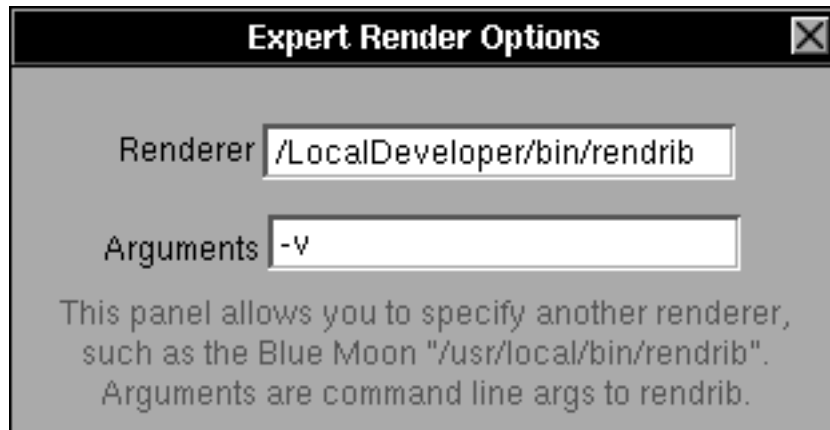 Expert Render Options
Renderer /LocalDeveloper/bin/rendrib
Arguments -v
This panel allows you to specify another renderer,
such as the Blue Moon "/usr/local/bin/rendrib".
Arguments are command line args to rendrib.